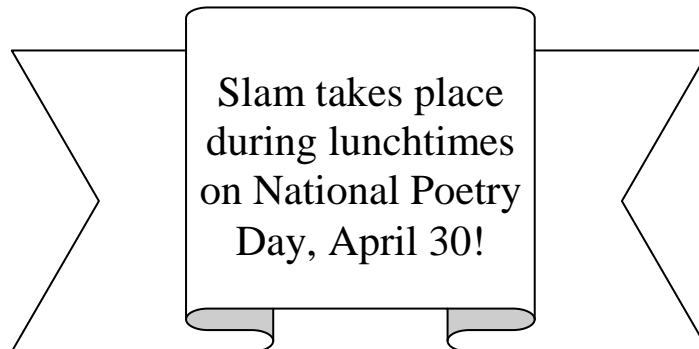 Slam takes place
during lunchtimes
on National Poetry
Day, April 30!